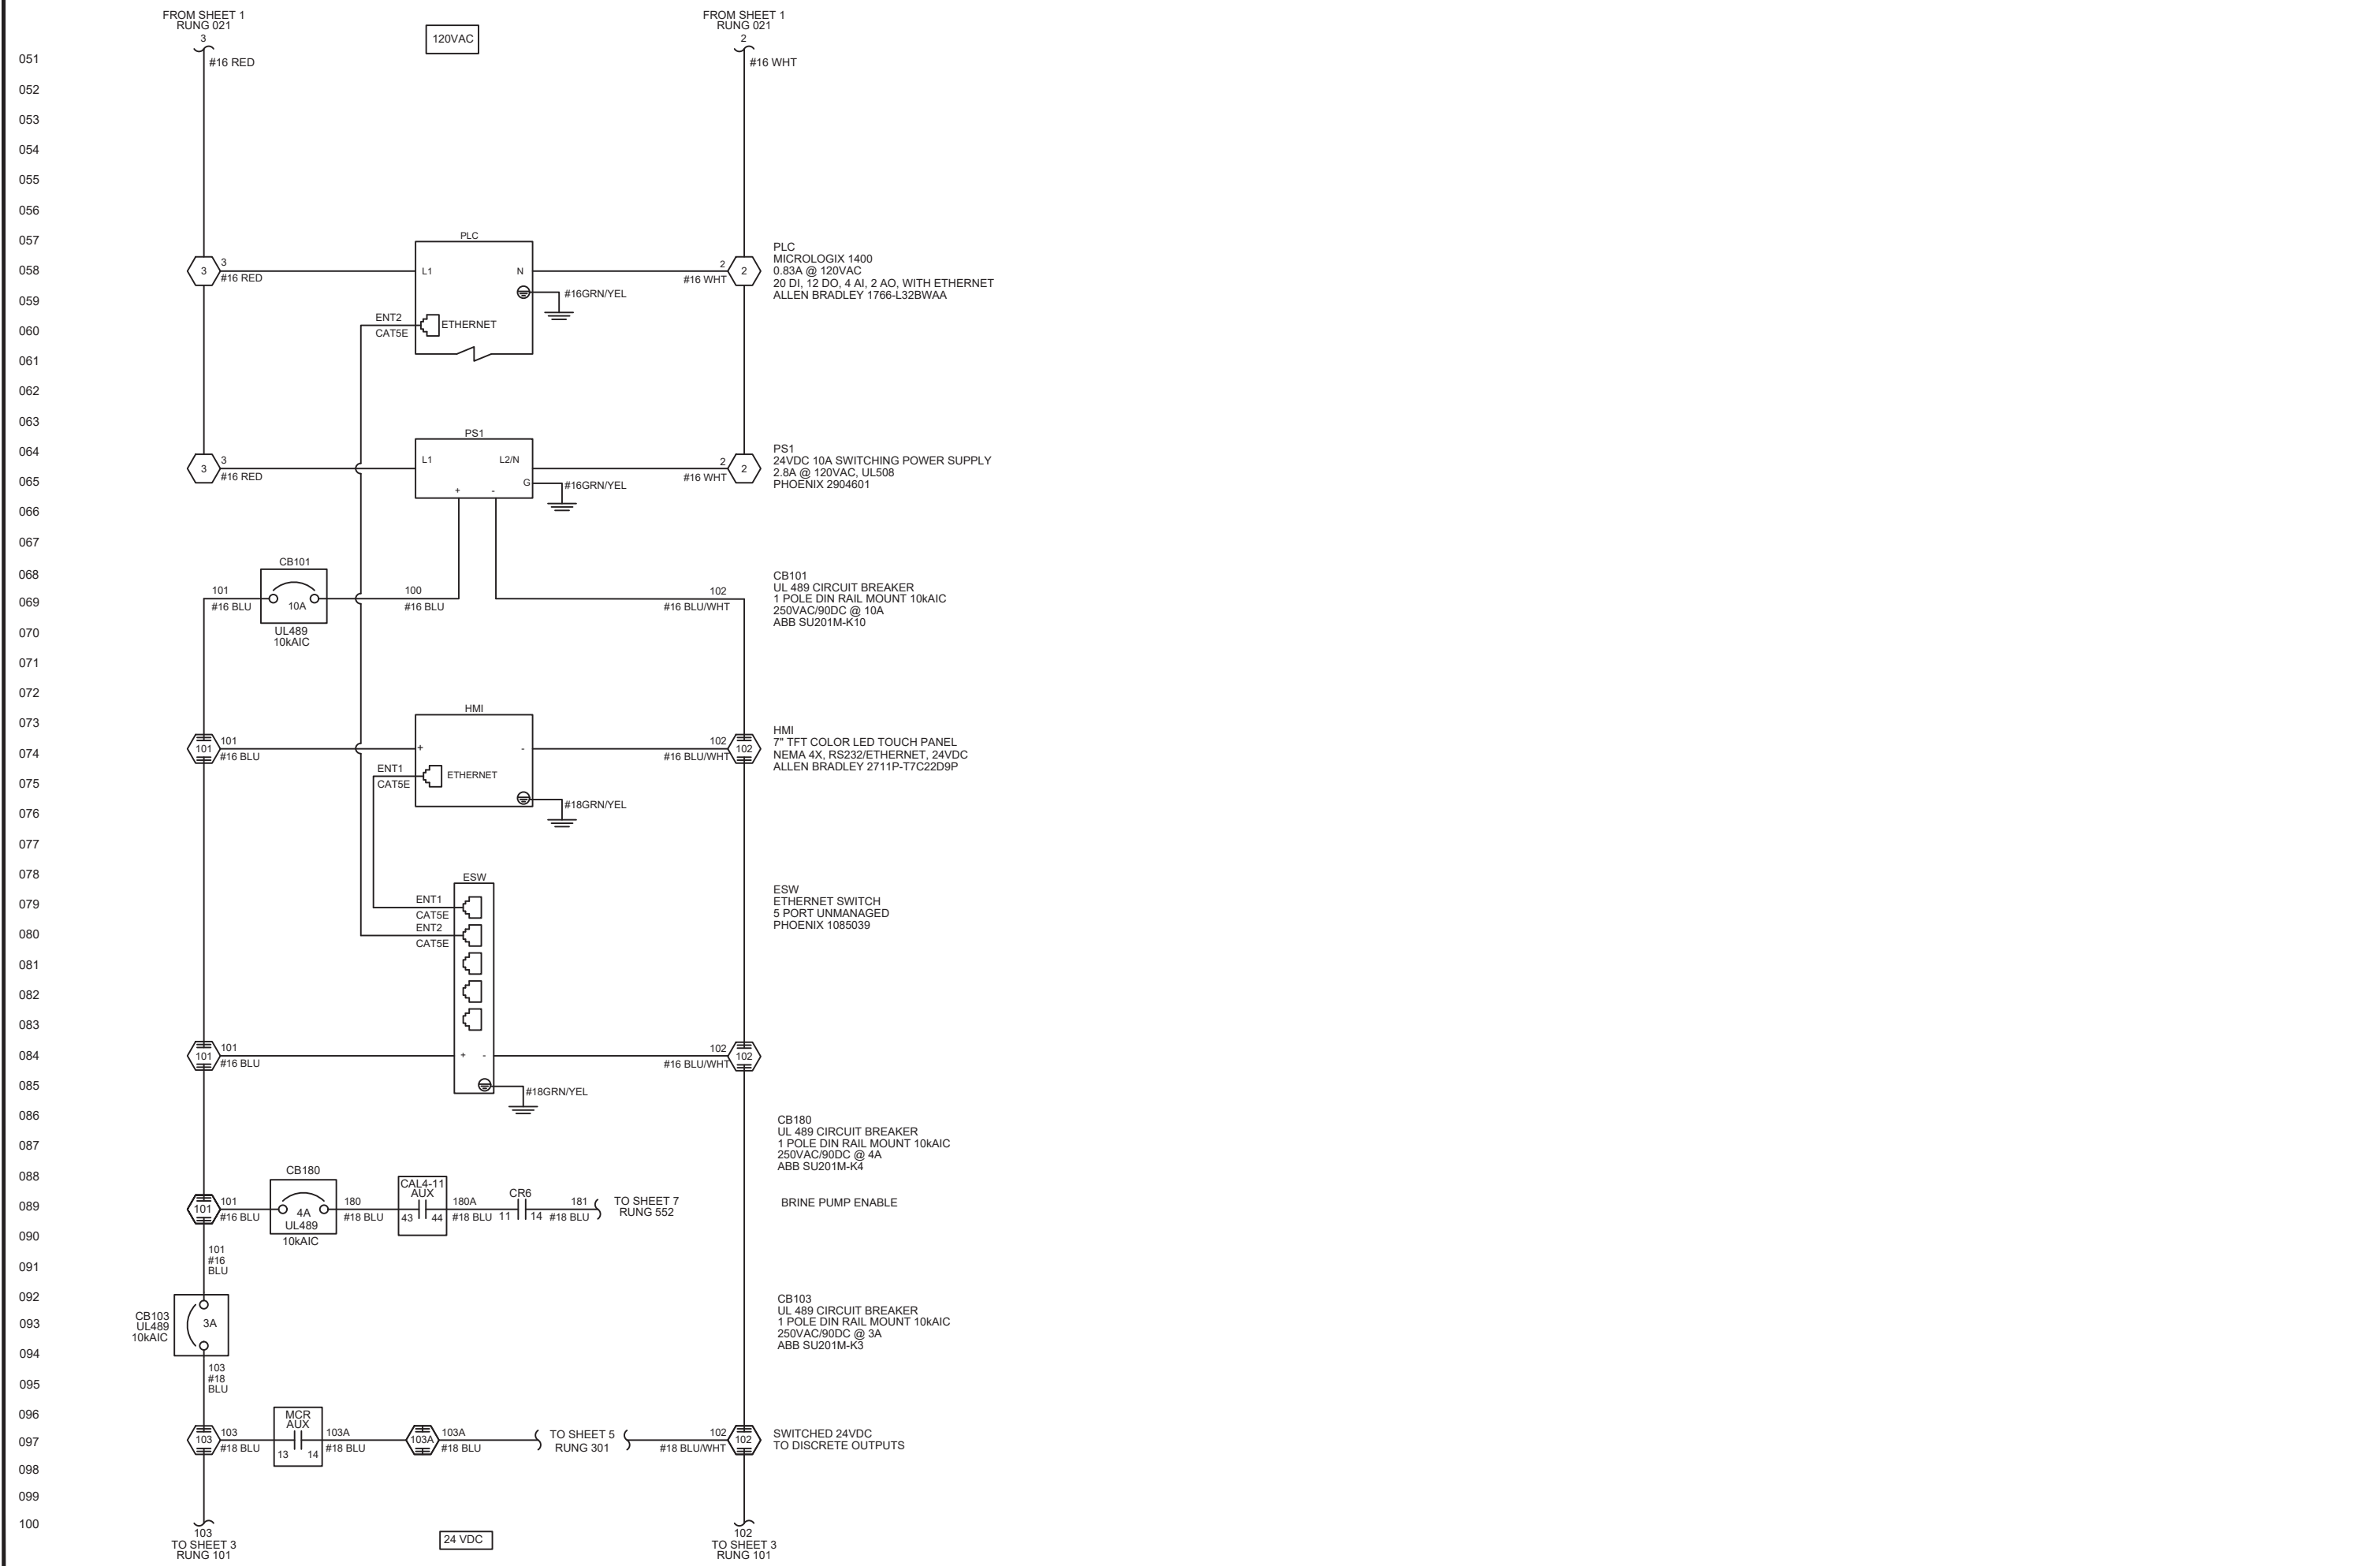 FROM SHEET 1
RUNG 021
3
120VAC
FROM SHEET 1
RUNG 021
2
051
#16 RED
#16 WHT
052
053
054
055
056
057
PLC
058
3
3
#16 RED
L1
N
2
#16 WHT
2
#16GRN/YEL
PLC
MICROLOGIX 1400
0.83A @ 120VAC
20 DI, 12 DO, 4 AI, 2 AO, WITH ETHERNET
ALLEN BRADLEY 1766-L32BWAA
059
060
ENT2
CAT5E
ETHERNET
061
062
063
PS1
064
3
3
#16 RED
L1
L2/N
G
+
-
2
#16 WHT
2
#16GRN/YEL
PS1
24VDC 10A SWITCHING POWER SUPPLY
2.8A @ 120VAC, UL508
PHOENIX 2904601
065
066
067
068
CB101
069
101
#16 BLU
10A
UL489
10kAIC
100
#16 BLU
102
#16 BLU/WHT
CB101
UL 489 CIRCUIT BREAKER
1 POLE DIN RAIL MOUNT 10kAIC
250VAC/90DC @ 10A
ABB SU201M-K10
070
071
072
073
HMI
074
101
101
#16 BLU
+
-
102
#16 BLU/WHT
102
HMI
7" TFT COLOR LED TOUCH PANEL
NEMA 4X, RS232/ETHERNET, 24VDC
ALLEN BRADLEY 2711P-T7C22D9P
075
ENT1
CAT5E
ETHERNET
#18GRN/YEL
076
077
078
ESW
079
ENT1
CAT5E
ESW
ETHERNET SWITCH
5 PORT UNMANAGED
PHOENIX 1085039
080
ENT2
CAT5E
081
082
083
084
101
101
#16 BLU
+
-
102
#16 BLU/WHT
102
085
#18GRN/YEL
086
087
CB180
UL 489 CIRCUIT BREAKER
1 POLE DIN RAIL MOUNT 10kAIC
250VAC/90DC @ 4A
ABB SU201M-K4
088
CB180
089
101
101
#16 BLU
4A
UL489
10kAIC
180
#18 BLU
CAL4-11
AUX
43
44
180A
#18 BLU
CR6
11
14
181
#18 BLU
TO SHEET 7
RUNG 552
BRINE PUMP ENABLE
090
091
101
#16
BLU
092
093
CB103
UL489
10kAIC
3A
CB103
UL 489 CIRCUIT BREAKER
1 POLE DIN RAIL MOUNT 10kAIC
250VAC/90DC @ 3A
ABB SU201M-K3
094
095
103
#18
BLU
096
097
103
103
#18 BLU
MCR
AUX
13
14
103A
#18 BLU
103A
103A
#18 BLU
TO SHEET 5
RUNG 301
102
#18 BLU/WHT
102
SWITCHED 24VDC
TO DISCRETE OUTPUTS
098
099
100
103
TO SHEET 3
RUNG 101
24 VDC
102
TO SHEET 3
RUNG 101